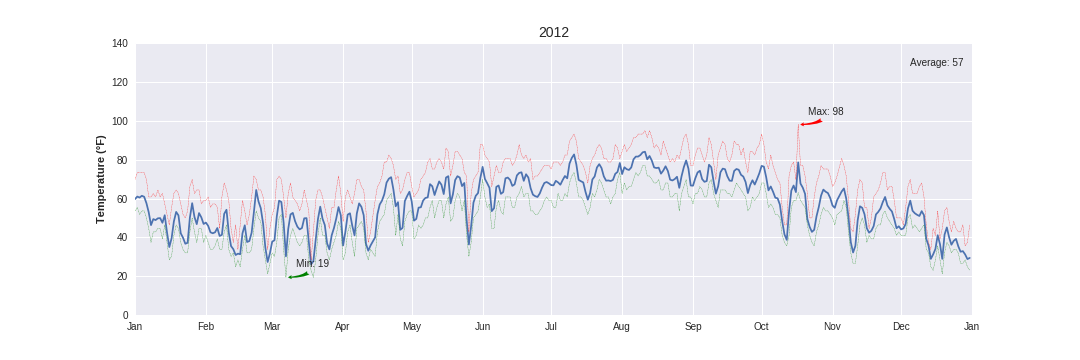 2012
Average: 57
Max: 98
Min: 19
Temperature (°F)
140
120
100
80
60
40
20
0
Jan Feb Mar Apr May Jun Jul Aug Sep Oct Nov Dec Jan